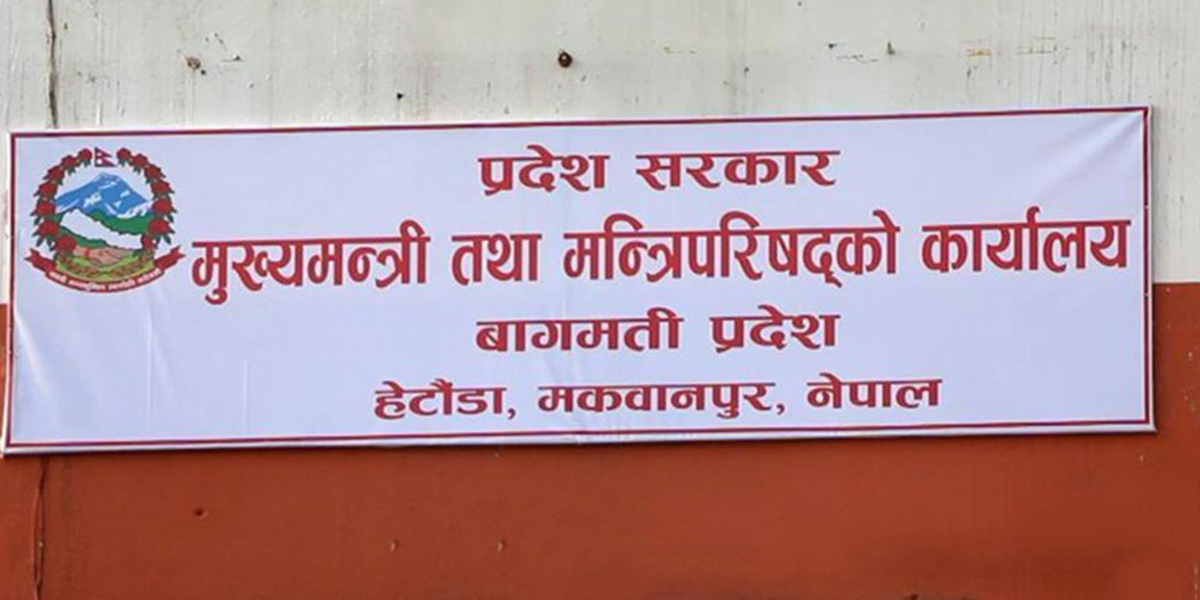 प्रदेश सरकार
मुख्यमन्त्री तथा मन्त्रिपरिषद्को कार्यालय
बागमती प्रदेश
हेटौंडा, मकवानपुर, नेपाल